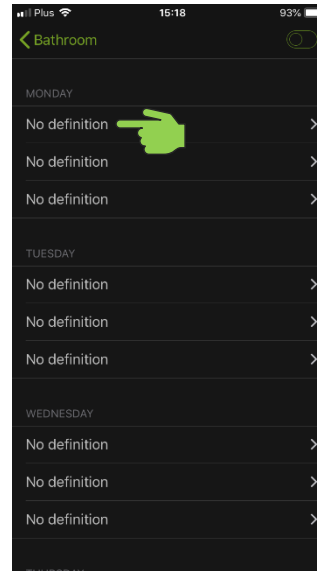 Plus 15:18 93%
Bathroom
MONDAY
No definition
No definition
No definition
TUESDAY
No definition
No definition
No definition
WEDNESDAY
No definition
No definition
No definition